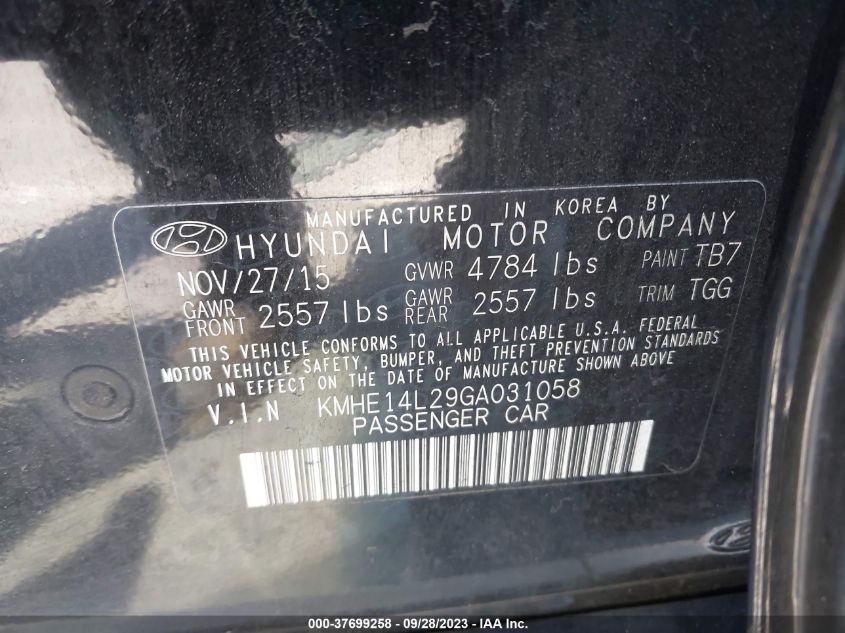 MANUFACTURED IN KOREA BY
HYUNDAI MOTOR COMPANY
NOV/27/15 GVWR 4784 lbs PAINT TB7
GAWR FRONT 2557 lbs GAWR REAR 2557 lbs TRIM TGG
THIS VEHICLE CONFORMS TO ALL APPLICABLE U.S.A. FEDERAL
MOTOR VEHICLE SAFETY, BUMPER, AND THEFT PREVENTION STANDARDS
IN EFFECT ON THE DATE OF MANUFACTURE SHOWN ABOVE
V.I.N KMHE14L29GA031058
PASSENGER CAR
000-37699258 - 09/28/2023 - IAA Inc.